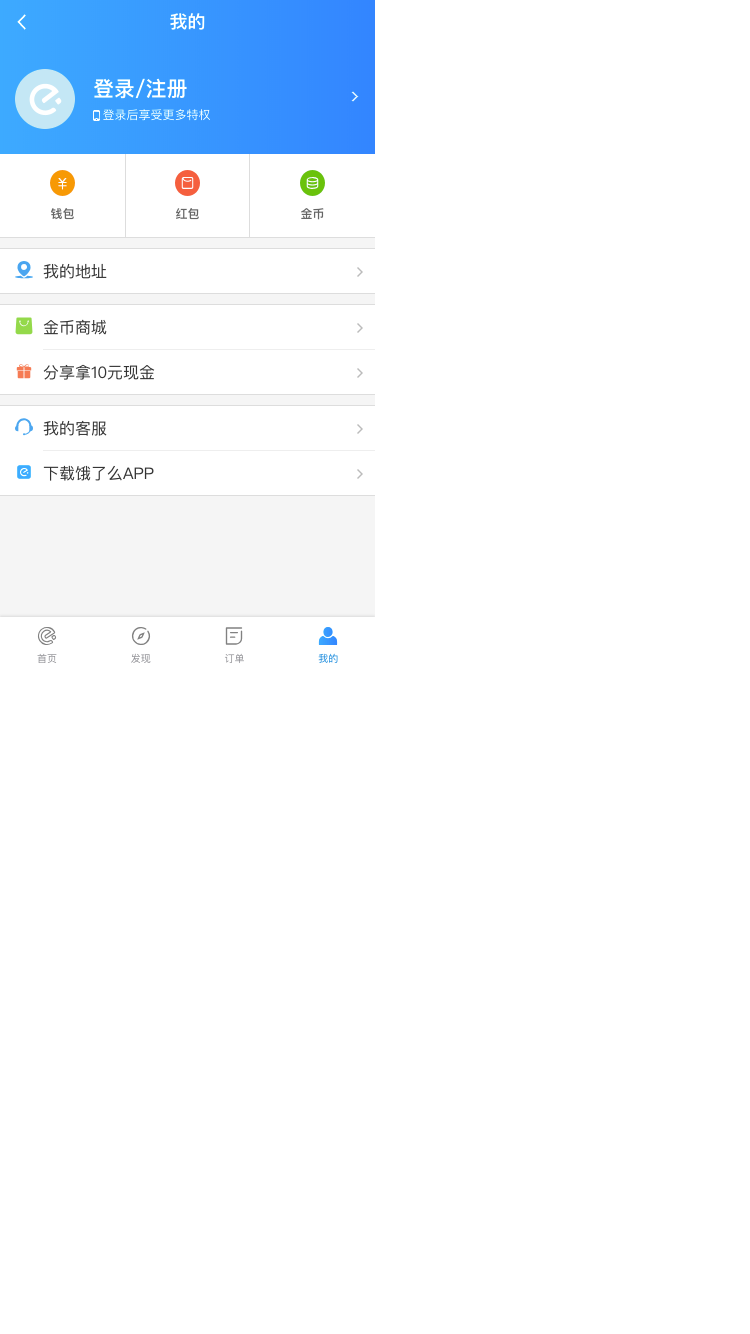 我的
登录/注册
登录后享受更多特权
钱包 红包 金币
我的地址
金币商城
分享拿10元现金
我的客服
下载饿了么APP
首页 发现 订单 我的